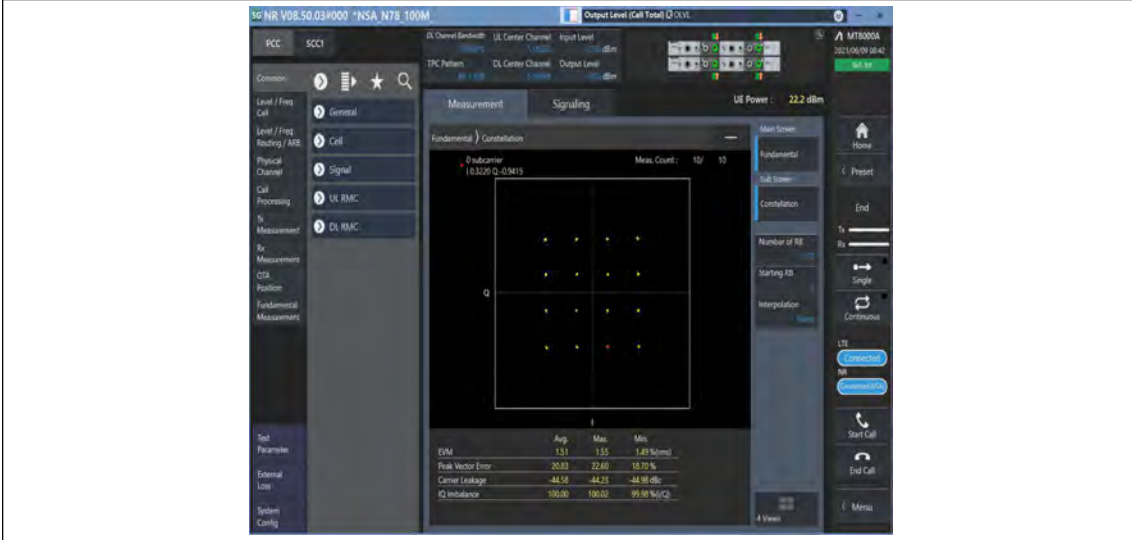 5G NR V08.50.03#000 *NSA_N78_100M_
Output Level (Cell Total) OLVL
PCC SCC1
DL Channel Bandwidth UL Center Channel Input Level
dBm
TPC Pattern DL Center Channel Output Level
dBm
MT8000A
2021/06/09 08:42
Common
Level / Freq
Cell
Level / Freq
Routing / ARB
Physical
Channel
Call
Processing
Tx
Measurement
Rx
Measurement
OTA
Position
Fundamental
Measurement
Test
Parameter
External
Loss
System
Config
General
Cell
Signal
UL RMC
DL RMC
Measurement Signaling
UE Power : 22.2 dBm
Fundamental ) Constellation
0 subcarrier Meas. Count : 10/ 10
I 0.3220 Q -0.9415
Q
I
Avg. Max. Min.
EVM 1.51 1.55 1.49 %(rms)
Peak Vector Error 20.83 22.60 18.70 %
Carrier Leakage -44.58 -44.23 -44.98 dBc
IQ Imbalance 100.00 100.02 99.98 %(I/Q)
Main Screen
Fundamental
Sub Screen
Constellation
Number of RB
Starting RB
Interpolation
4 Views
Home
Preset
End
Tx
Rx
Single
Continuous
LTE
Connected
NR
Connected(NSA)
Start Call
End Call
Menu